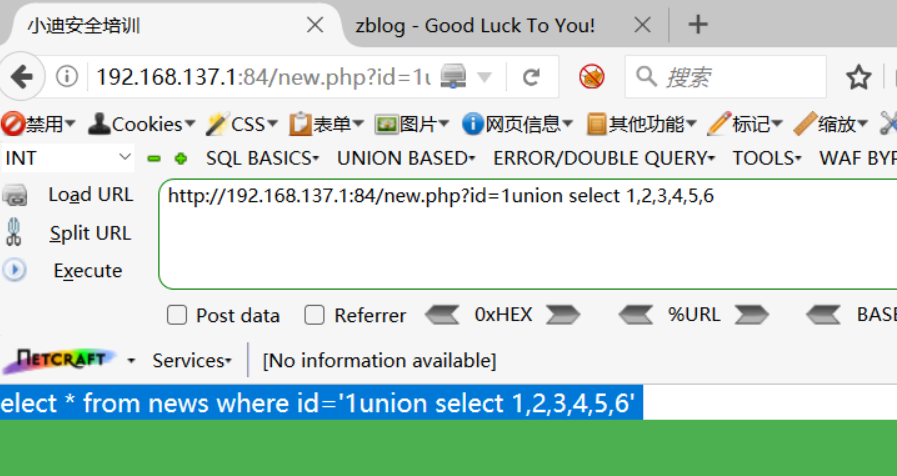 小迪安全培训 zblog - Good Luck To You!
192.168.137.1:84/new.php?id=1u 搜索
禁用 Cookies CSS 表单 图片 网页信息 其他功能 标记 缩放
INT SQL BASICS UNION BASED ERROR/DOUBLE QUERY TOOLS WAF BYP
Load URL http://192.168.137.1:84/new.php?id=1union select 1,2,3,4,5,6
Split URL
Execute
Post data Referrer 0xHEX %URL BASE
NETCRAFT Services [No information available]
elect * from news where id='1union select 1,2,3,4,5,6'